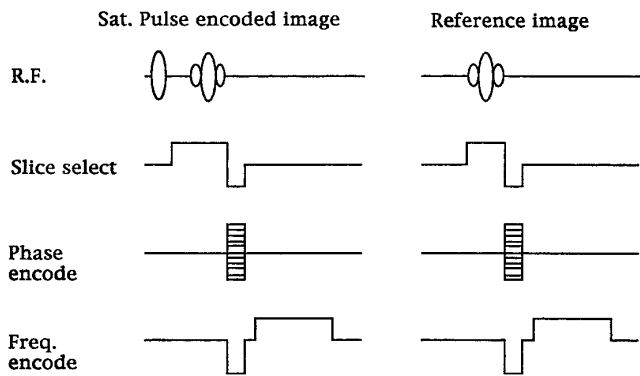 Sat. Pulse encoded image
Reference image
R.F.
Slice select
Phase
encode
Freq.
encode